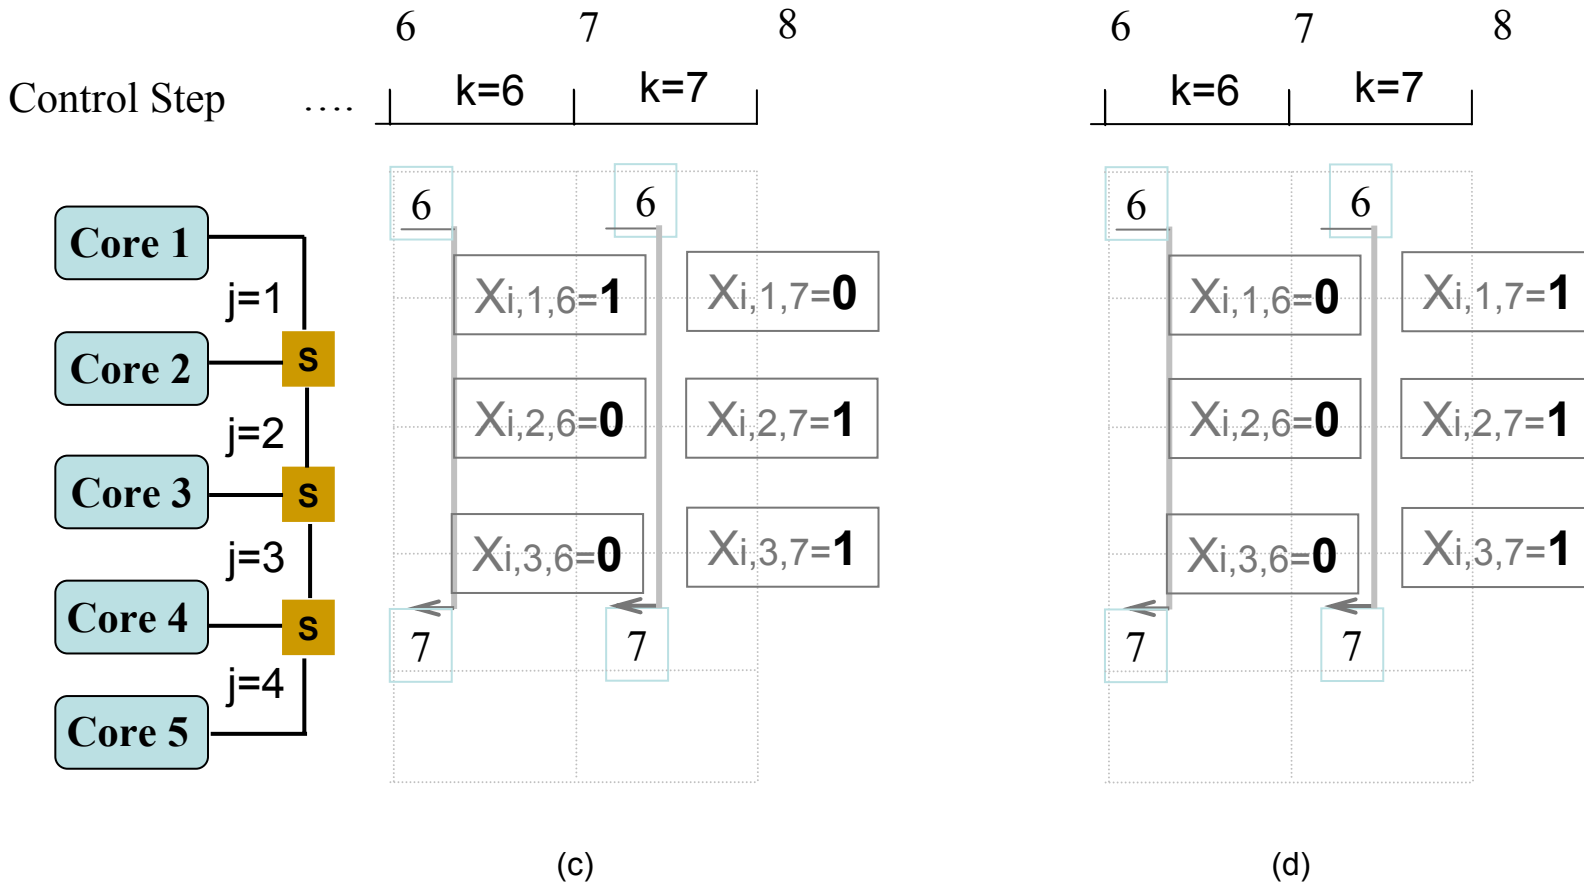 6 7 8 6 7 8
Control Step .... k=6 k=7 k=6 k=7
6 6 6 6
Core 1
j=1 Xi,1,6=1 Xi,1,7=0 Xi,1,6=0 Xi,1,7=1
Core 2 S
j=2 Xi,2,6=0 Xi,2,7=1 Xi,2,6=0 Xi,2,7=1
Core 3 S
j=3 Xi,3,6=0 Xi,3,7=1 Xi,3,6=0 Xi,3,7=1
Core 4 S
7 7 7 7
j=4
Core 5
(c) (d)